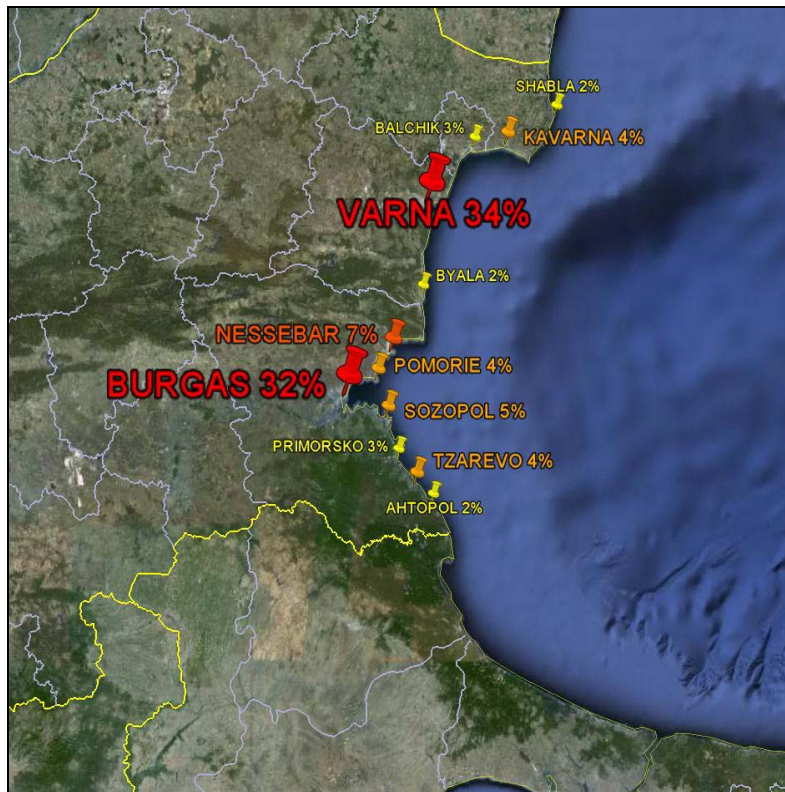 SHABLA 2%
BALCHIK 3%
KAVARNA 4%
VARNA 34%
BYALA 2%
NESSEBAR 7%
POMORIE 4%
BURGAS 32%
SOZOPOL 5%
PRIMORSKO 3%
TZAREVO 4%
AHTOPOL 2%